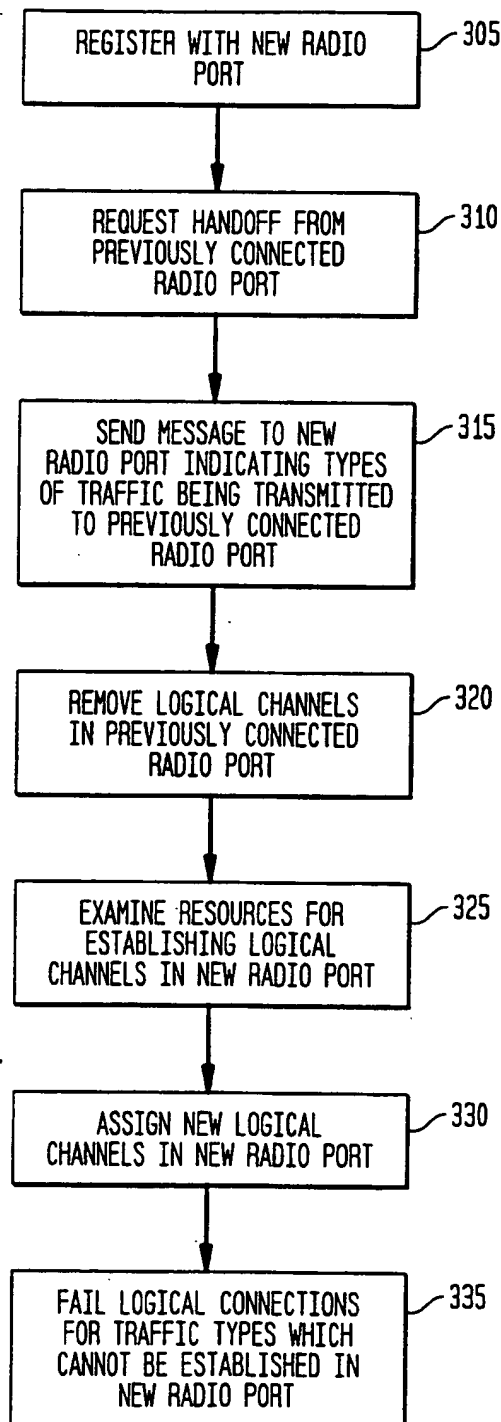 REGISTER WITH NEW RADIO
PORT
305
REQUEST HANDOFF FROM
PREVIOUSLY CONNECTED
RADIO PORT
310
SEND MESSAGE TO NEW
RADIO PORT INDICATING TYPES
OF TRAFFIC BEING TRANSMITTED
TO PREVIOUSLY CONNECTED
RADIO PORT
315
REMOVE LOGICAL CHANNELS
IN PREVIOUSLY CONNECTED
RADIO PORT
320
EXAMINE RESOURCES FOR
ESTABLISHING LOGICAL
CHANNELS IN NEW RADIO PORT
325
ASSIGN NEW LOGICAL
CHANNELS IN NEW RADIO PORT
330
FAIL LOGICAL CONNECTIONS
FOR TRAFFIC TYPES WHICH
CANNOT BE ESTABLISHED IN
NEW RADIO PORT
335